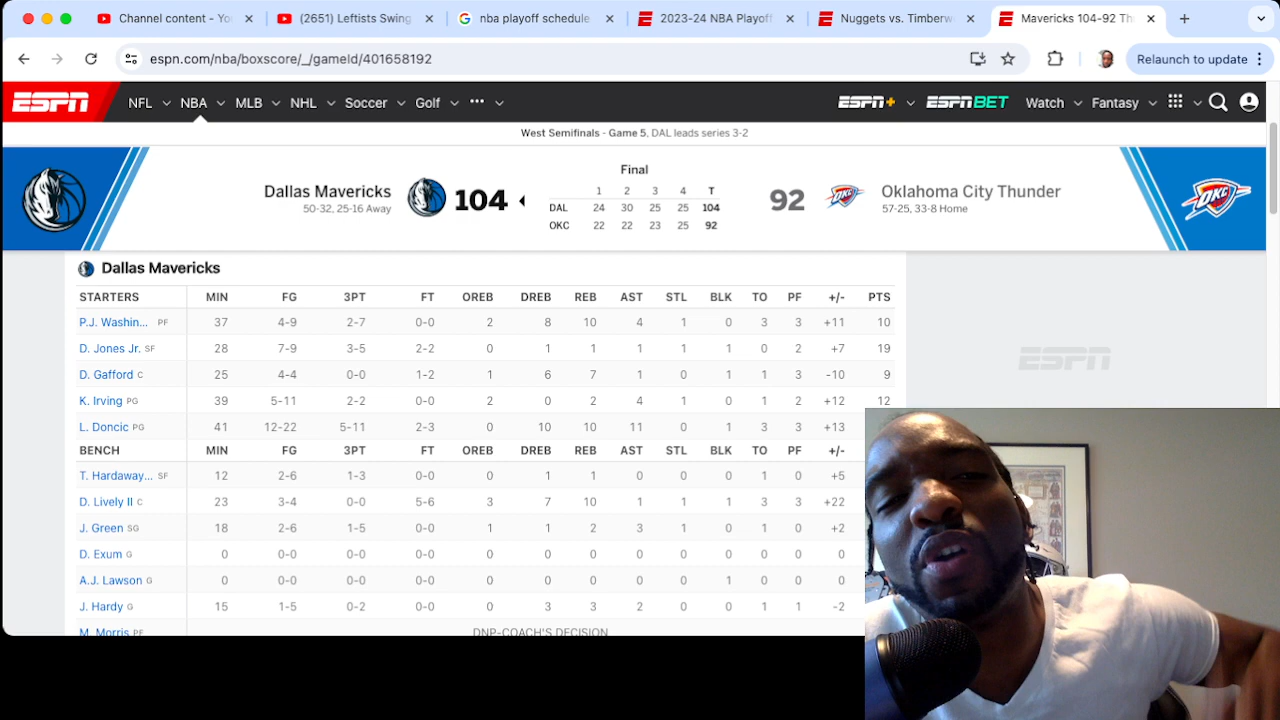 Channel content - Yo
(2651) Leftists Swing
nba playoff schedule
2023-24 NBA Playoff
Nuggets vs. Timberw
Mavericks 104-92 Th
espn.com/nba/boxscore/_/gameId/401658192
Relaunch to update
ESPN NFL NBA MLB NHL Soccer Golf ESPN+ ESPN BET Watch Fantasy
West Semifinals - Game 5, DAL leads series 3-2
Final
Dallas Mavericks 104 92 Oklahoma City Thunder
50-32, 25-16 Away 57-25, 33-8 Home
1 2 3 4 T
DAL 24 30 25 25 104
OKC 22 22 23 25 92
OKC
Dallas Mavericks
STARTERS MIN FG 3PT FT OREB DREB REB AST STL BLK TO PF +/- PTS
P.J. Washin... PF 37 4-9 2-7 0-0 2 8 10 4 1 0 3 3 +11 10
D. Jones Jr. SF 28 7-9 3-5 2-2 0 1 1 1 1 1 0 2 +7 19
D. Gafford C 25 4-4 0-0 1-2 1 6 7 1 0 1 1 3 -10 9
K. Irving PG 39 5-11 2-2 0-0 2 0 2 4 1 0 1 2 +12 12
L. Doncic PG 41 12-22 5-11 2-3 0 10 10 11 0 1 3 3 +13
BENCH MIN FG 3PT FT OREB DREB REB AST STL BLK TO PF +/-
T. Hardaway... SF 12 2-6 1-3 0-0 0 1 1 0 0 0 1 0 +5
D. Lively II C 23 3-4 0-0 5-6 3 7 10 1 1 1 3 3 +22
J. Green SG 18 2-6 1-5 0-0 1 1 2 3 1 0 1 0 +2
D. Exum G 0 0-0 0-0 0-0 0 0 0 0 0 0 0 0 0
A.J. Lawson G 0 0-0 0-0 0-0 0 0 0 0 0 1 0 0 0
J. Hardy G 15 1-5 0-2 0-0 0 3 3 2 0 0 1 1 -2
M. Morris PF DNP-COACH'S DECISION
ESPN